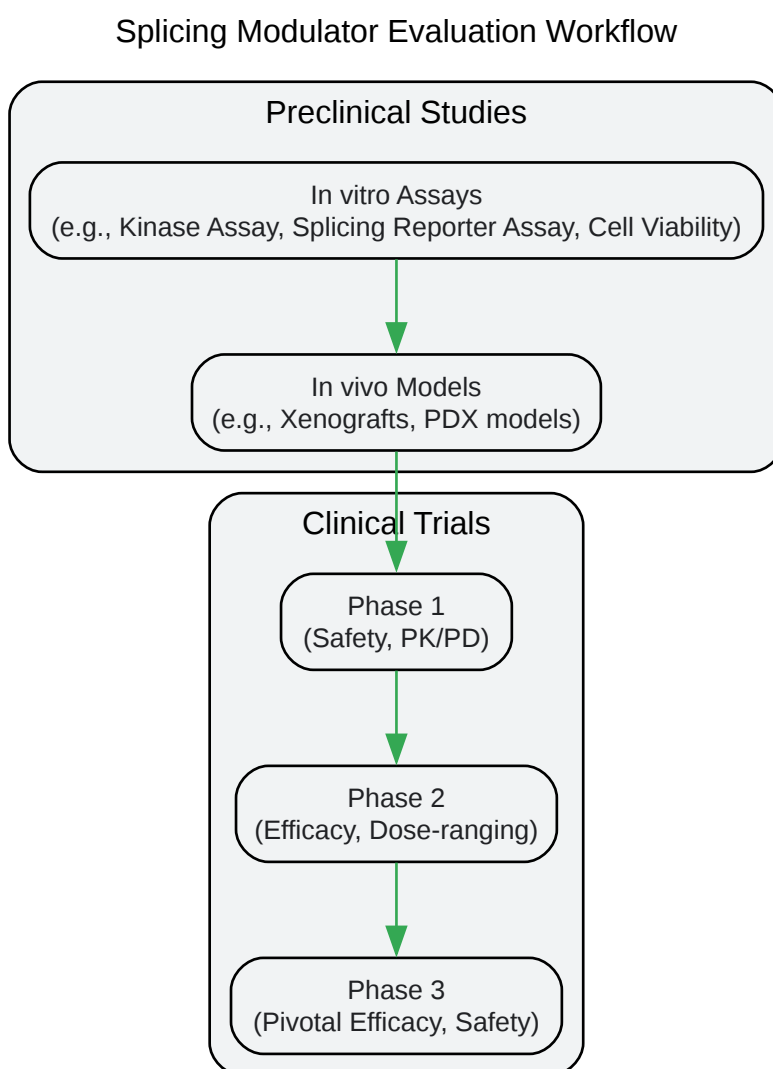 Splicing Modulator Evaluation Workflow
Preclinical Studies
In vitro Assays
(e.g., Kinase Assay, Splicing Reporter Assay, Cell Viability)
In vivo Models
(e.g., Xenografts, PDX models)
Clinical Trials
Phase 1
(Safety, PK/PD)
Phase 2
(Efficacy, Dose-ranging)
Phase 3
(Pivotal Efficacy, Safety)